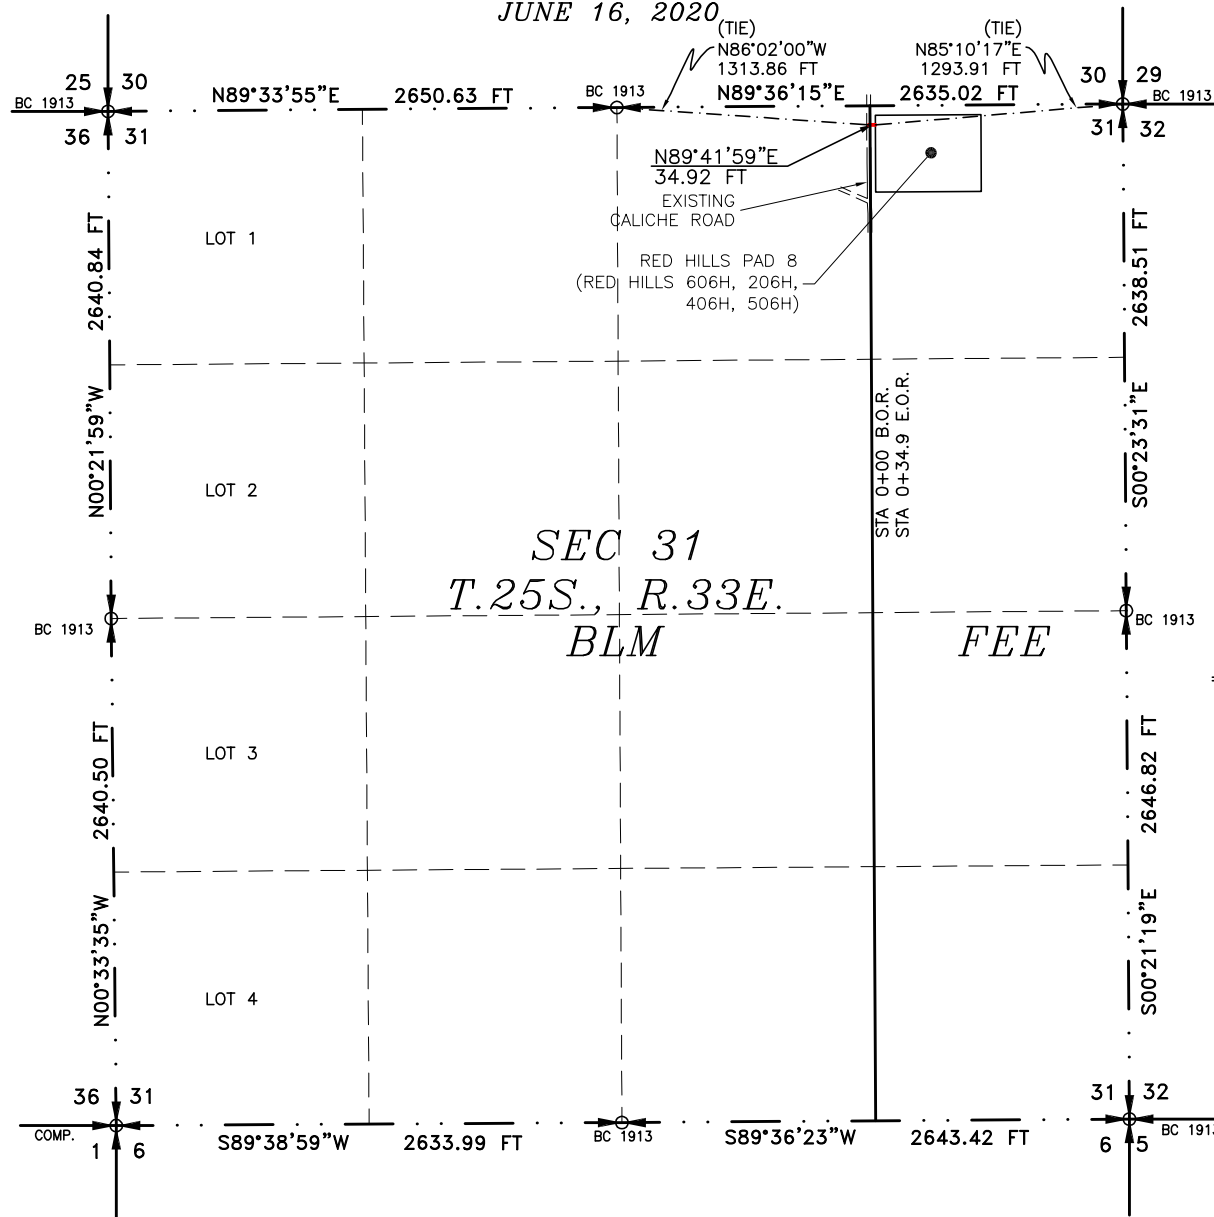 JUNE 16, 2020
(TIE)
N86°02'00"W
1313.86 FT
(TIE)
N85°10'17"E
1293.91 FT
25 30
36 31
BC 1913
N89°33'55"E 2650.63 FT
BC 1913
N89°36'15"E 2635.02 FT
30 29
31 32
BC 1913
N89°41'59"E
34.92 FT
EXISTING
CALICHE ROAD
RED HILLS PAD 8
(RED HILLS 606H, 206H,
406H, 506H)
LOT 1
2640.84 FT
2638.51 FT
N00°21'59"W
S00°23'31"E
LOT 2
STA 0+00 B.O.R.
STA 0+34.9 E.O.R.
SEC 31
T.25S., R.33E.
BLM
FEE
BC 1913
BC 1913
LOT 3
2640.50 FT
2646.82 FT
N00°33'35"W
S00°21'19"E
LOT 4
36 31
1 6
COMP.
S89°38'59"W 2633.99 FT
BC 1913
S89°36'23"W 2643.42 FT
31 32
6 5
BC 191